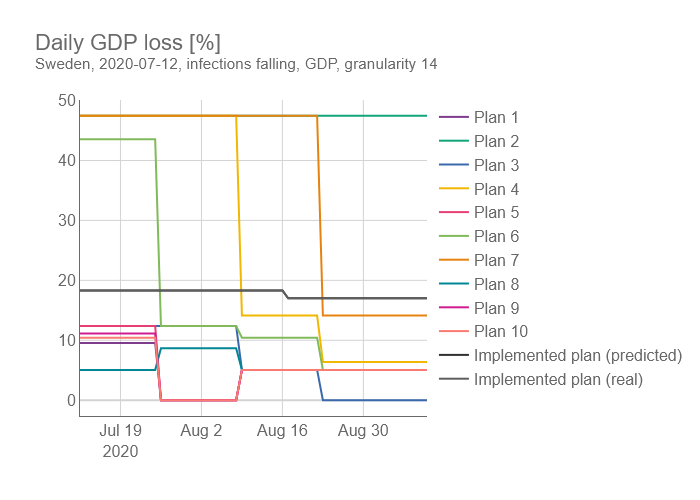 Daily GDP loss [%]
Sweden, 2020-07-12, infections falling, GDP, granularity 14
50
40
30
20
10
0
Jul 19
2020
Aug 2
Aug 16
Aug 30
Plan 1
Plan 2
Plan 3
Plan 4
Plan 5
Plan 6
Plan 7
Plan 8
Plan 9
Plan 10
Implemented plan (predicted)
Implemented plan (real)